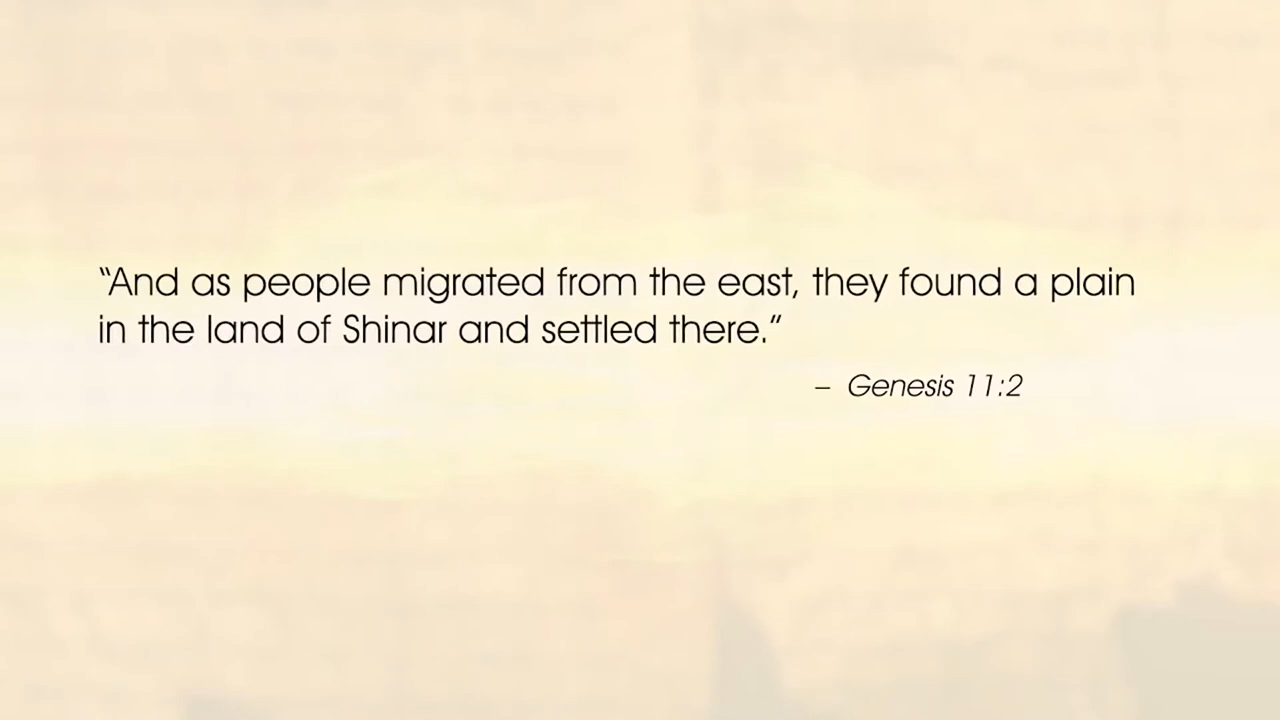 “And as people migrated from the east, they found a plain
in the land of Shinar and settled there.”
– Genesis 11:2